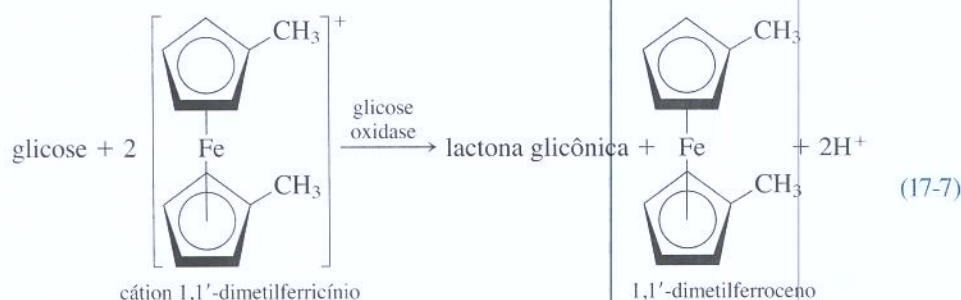 CH₃ ]⁺ CH₃
glicose + 2 [ Fe ]⁺ glicose oxidase → lactona glicônica + Fe + 2H⁺
CH₃ CH₃
(17-7)
cátion 1,1′-dimetilferricínio 1,1′-dimetilferroceno